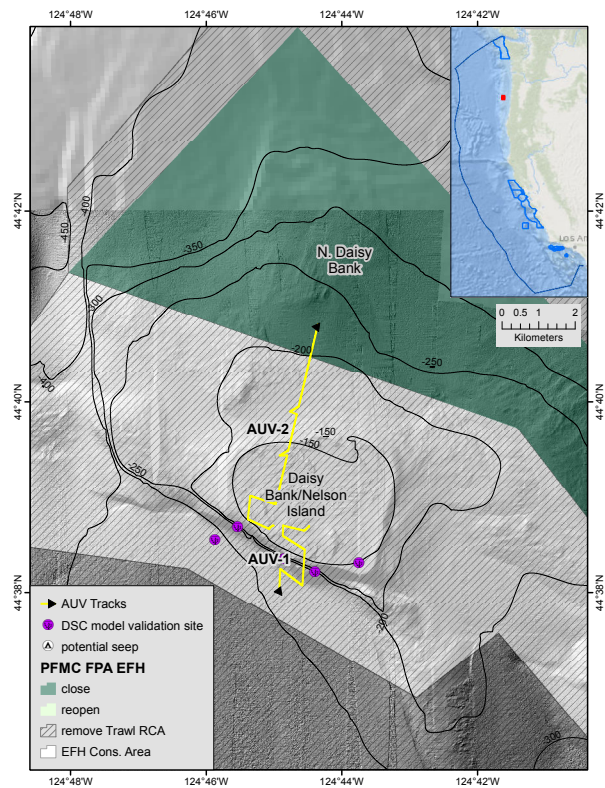 124°48'W 124°46'W 124°44'W 124°42'W
Los An
0 0.5 1 2
Kilometers
44°42'N 44°42'N
44°40'N 44°40'N
44°38'N 44°38'N
-400
-450
-350
-300
N. Daisy
Bank
-250
-200
-400
AUV-2
-150
-150
-250
Daisy
Bank/Nelson
Island
AUV-1
-200
-300
AUV Tracks
DSC model validation site
potential seep
PFMC FPA EFH
close
reopen
remove Trawl RCA
EFH Cons. Area
124°48'W 124°46'W 124°44'W 124°42'W